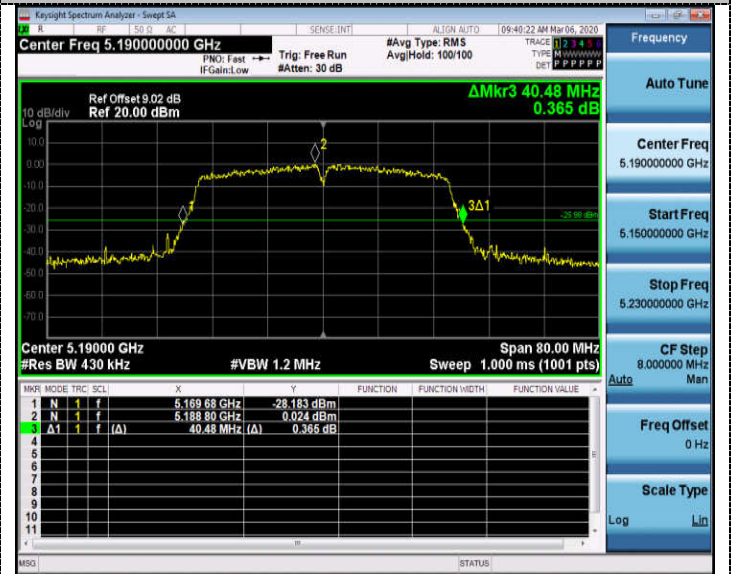 Keysight Spectrum Analyzer - Swept SA
R RF 50 Ω AC SENSE:INT ALIGN AUTO 09:40:22 AM Mar 06, 2020
Center Freq 5.190000000 GHz
PNO: Fast
IFGain:Low
Trig: Free Run
#Atten: 30 dB
#Avg Type: RMS
Avg|Hold: 100/100
TRACE 1 2 3 4 5 6
TYPE M W W W W W
DET P P P P P P
Ref Offset 9.02 dB
Ref 20.00 dBm
10 dB/div
Log
ΔMkr3 40.48 MHz
0.365 dB
10.0
0.00
-10.0
-20.0
-30.0
-40.0
-50.0
-60.0
-70.0
1
2
3Δ1
Center 5.19000 GHz
#Res BW 430 kHz
#VBW 1.2 MHz
Span 80.00 MHz
Sweep 1.000 ms (1001 pts)
MKR MODE TRC SCL X Y FUNCTION FUNCTION WIDTH FUNCTION VALUE
1 N 1 f 5.169 68 GHz -28.183 dBm
2 N 1 f 5.188 80 GHz 0.024 dBm
3 Δ1 1 f (Δ) 40.48 MHz (Δ) 0.365 dB
4
5
6
7
8
9
10
11
MSG
STATUS
Frequency
Auto Tune
Center Freq
5.190000000 GHz
Start Freq
5.150000000 GHz
Stop Freq
5.230000000 GHz
CF Step
8.000000 MHz
Auto Man
Freq Offset
0 Hz
Scale Type
Log Lin